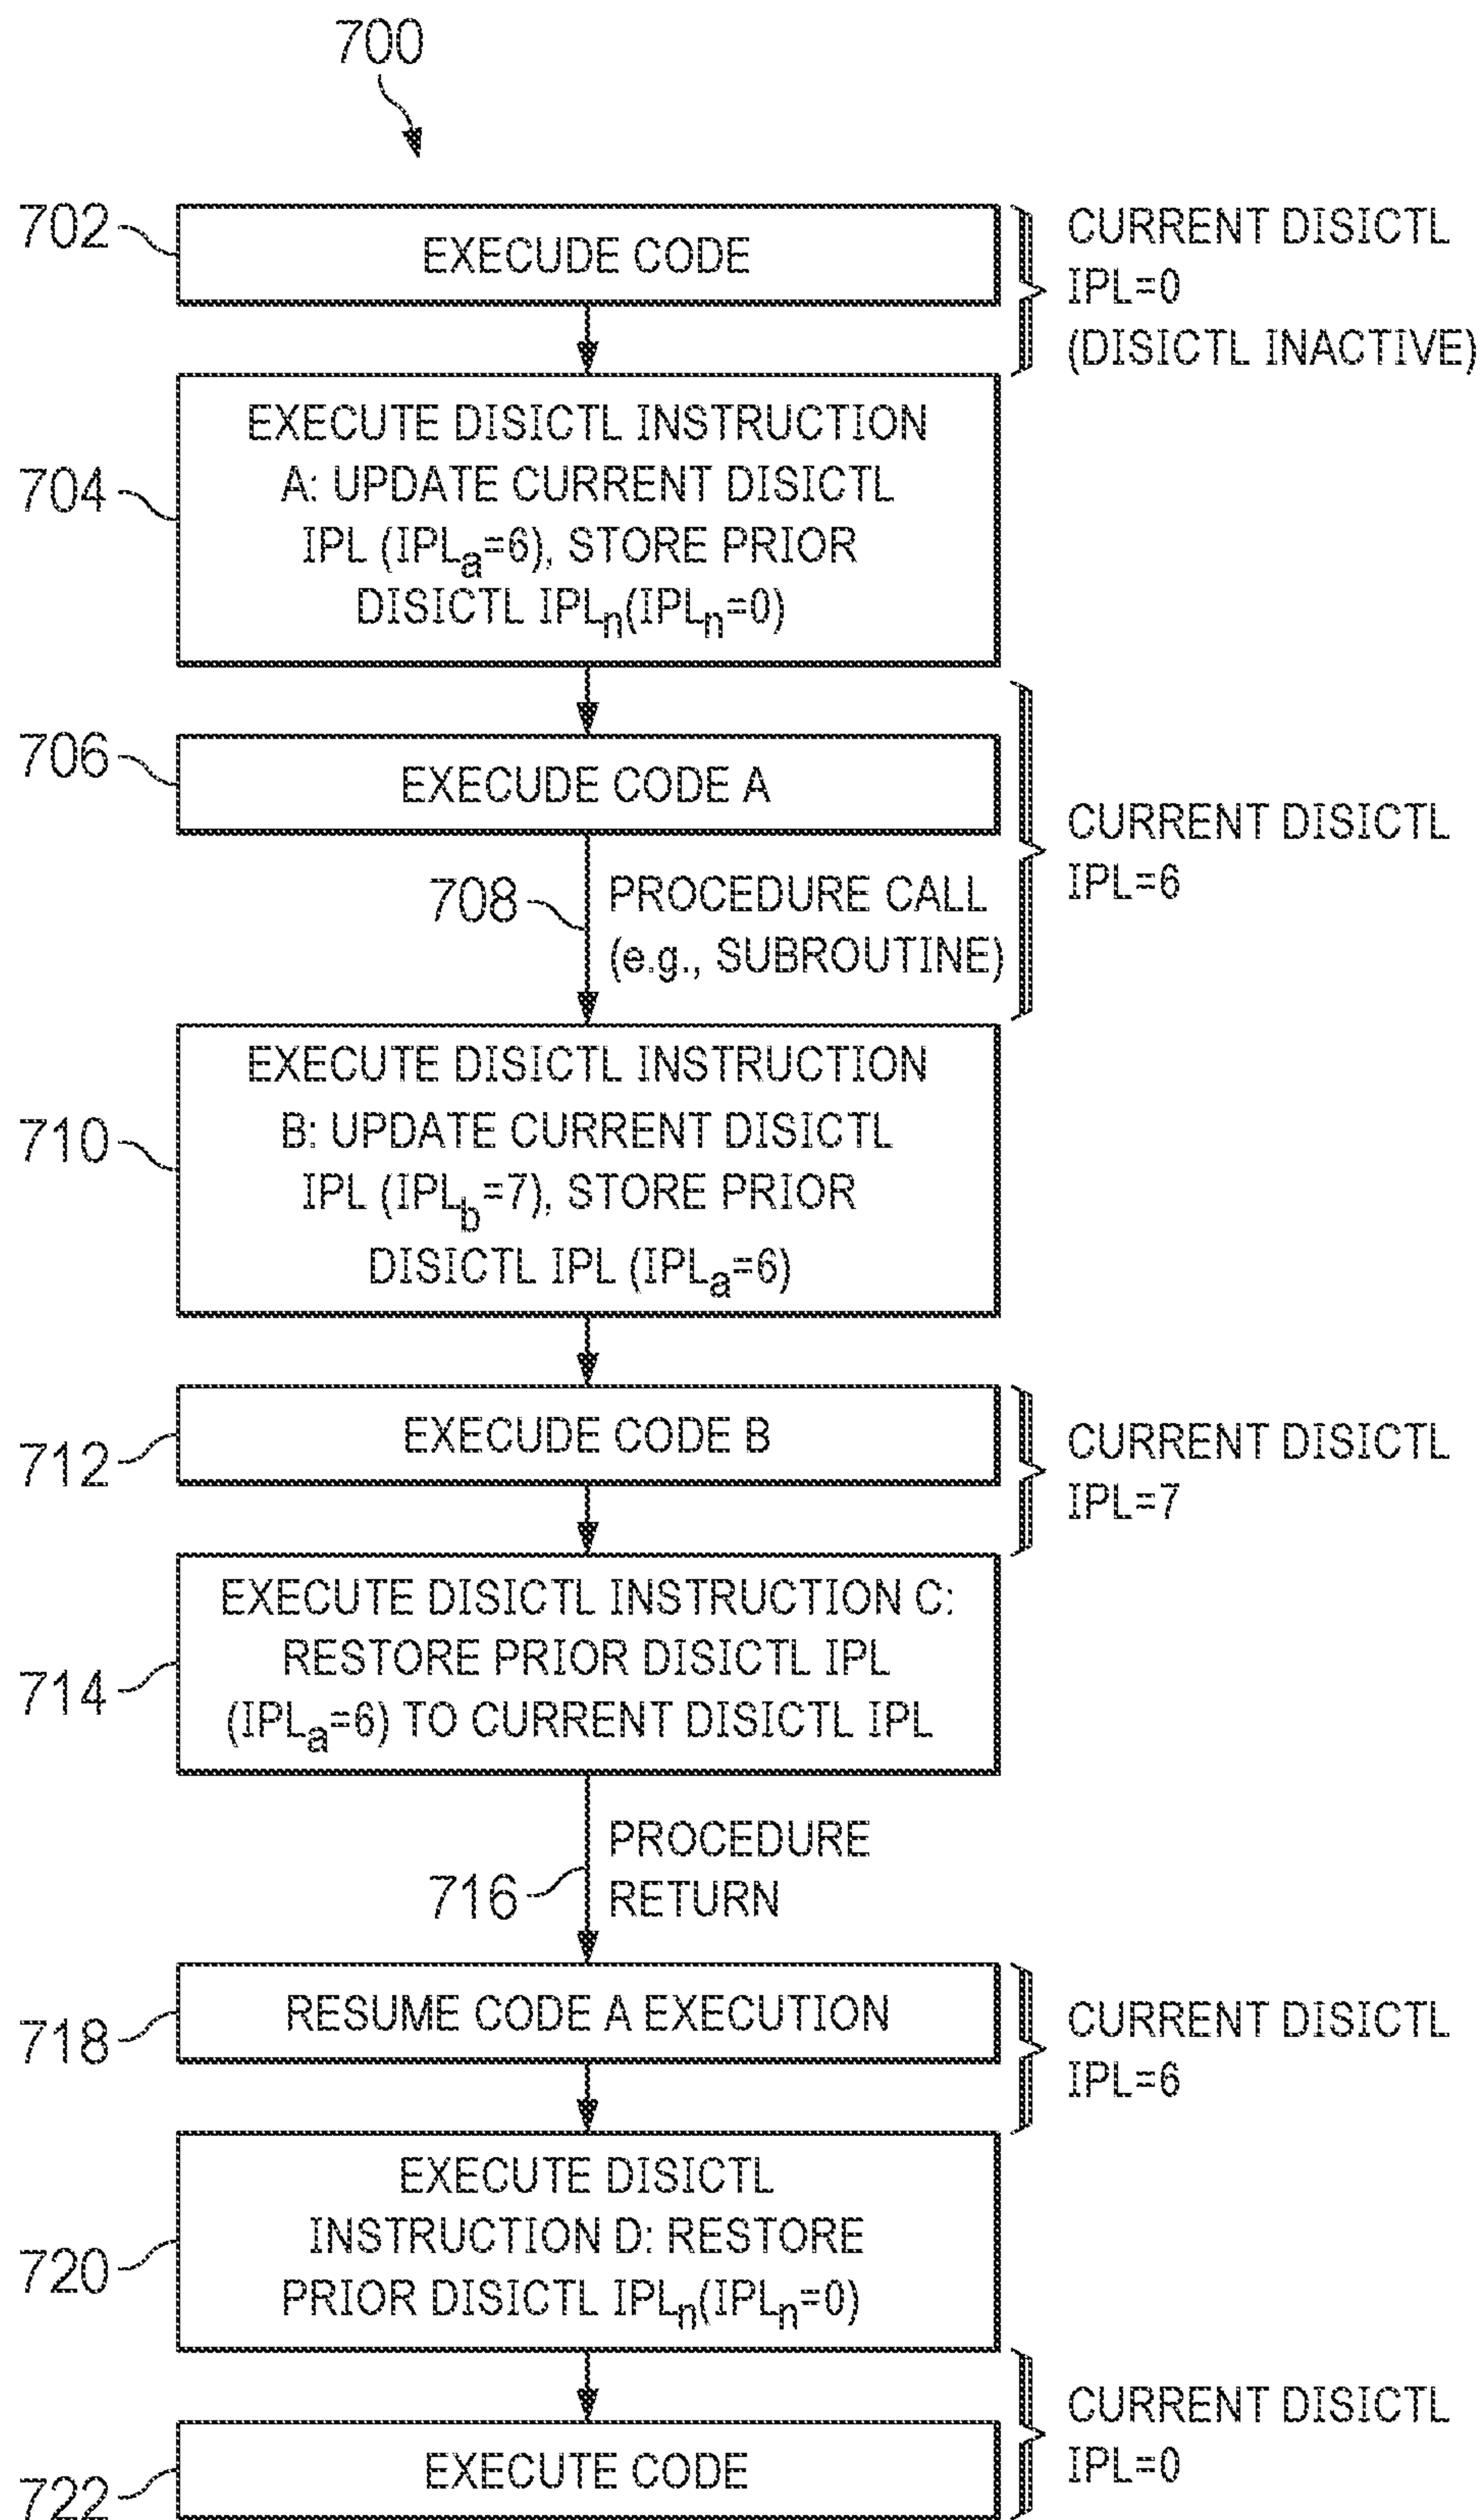 700
702
EXECUDE CODE
CURRENT DISICTL
IPL=0
(DISICTL INACTIVE)
704
EXECUTE DISICTL INSTRUCTION
A: UPDATE CURRENT DISICTL
IPL (IPLa=6), STORE PRIOR
DISICTL IPLn(IPLn=0)
706
EXECUDE CODE A
CURRENT DISICTL
IPL=6
708
PROCEDURE CALL
(e.g., SUBROUTINE)
710
EXECUTE DISICTL INSTRUCTION
B: UPDATE CURRENT DISICTL
IPL (IPLb=7), STORE PRIOR
DISICTL IPL (IPLa=6)
712
EXECUDE CODE B
CURRENT DISICTL
IPL=7
714
EXECUTE DISICTL INSTRUCTION C:
RESTORE PRIOR DISICTL IPL
(IPLa=6) TO CURRENT DISICTL IPL
716
PROCEDURE
RETURN
718
RESUME CODE A EXECUTION
CURRENT DISICTL
IPL=6
720
EXECUTE DISICTL
INSTRUCTION D: RESTORE
PRIOR DISICTL IPLn(IPLn=0)
722
EXECUTE CODE
CURRENT DISICTL
IPL=0